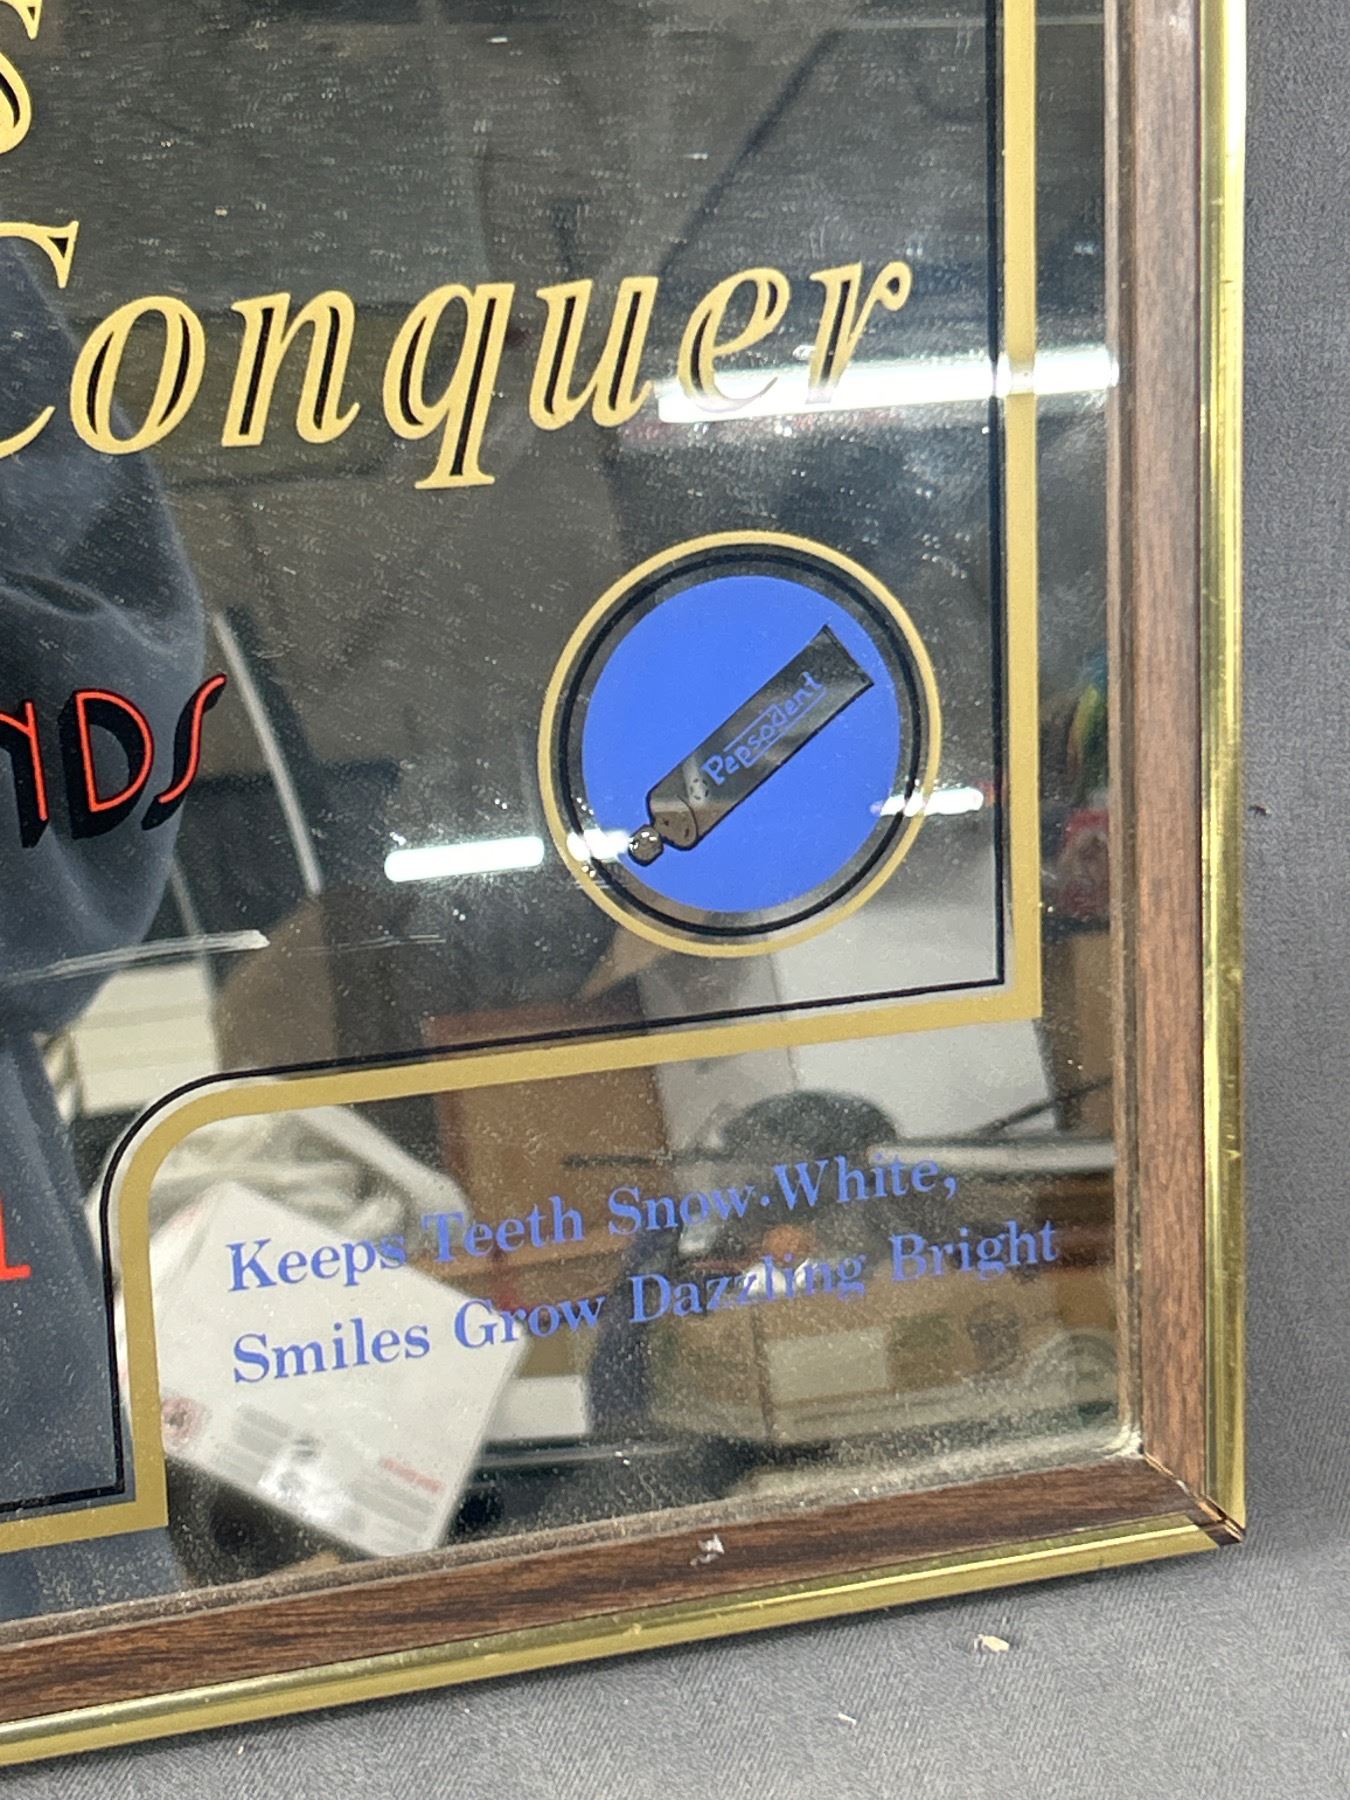 s
Conquer
NDS
Pepsodent
Keeps Teeth Snow·White,
Smiles Grow Dazzling Bright